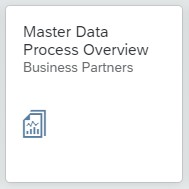 Master Data
Process Overview
Business Partners